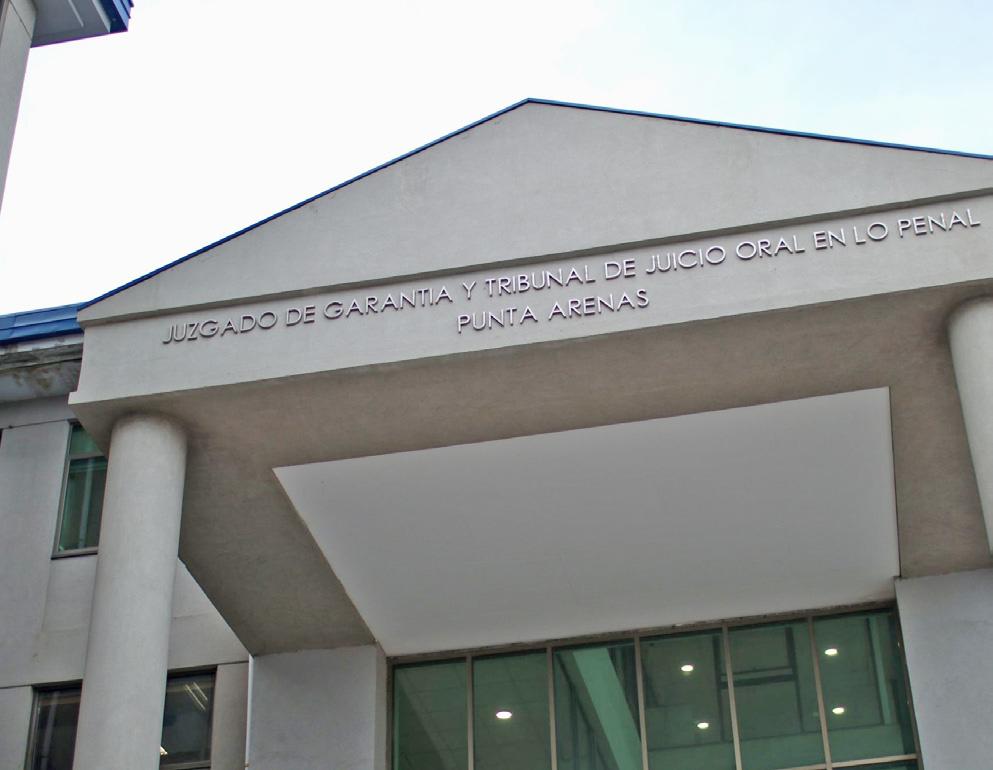 JUZGADO DE GARANTIA Y TRIBUNAL DE JUICIO ORAL EN LO PENAL
PUNTA ARENAS